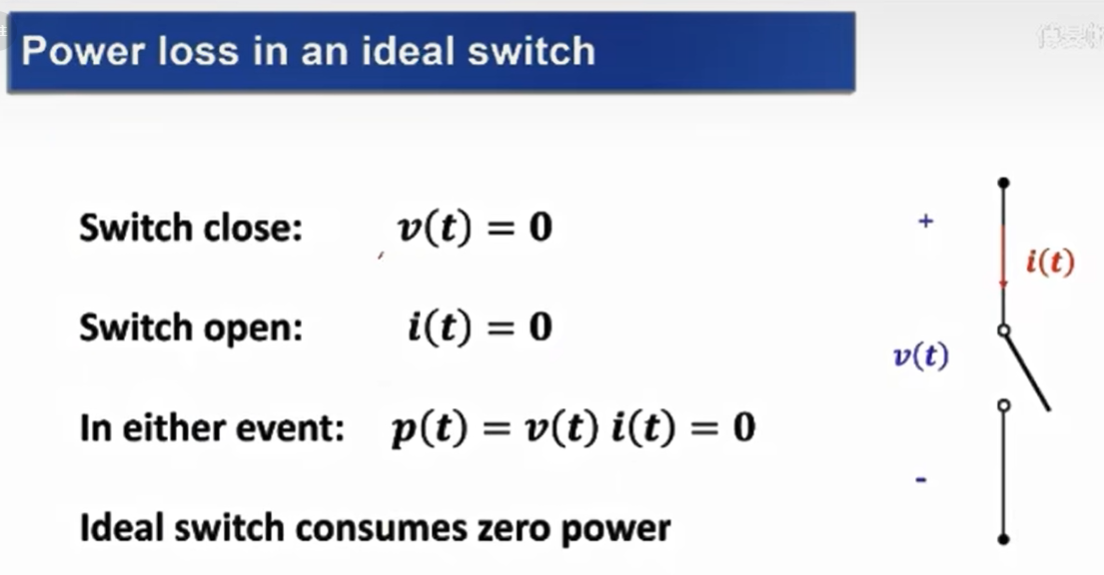 Power loss in an ideal switch
Switch close: v(t) = 0
Switch open: i(t) = 0
In either event: p(t) = v(t) i(t) = 0
Ideal switch consumes zero power
+
i(t)
v(t)
-